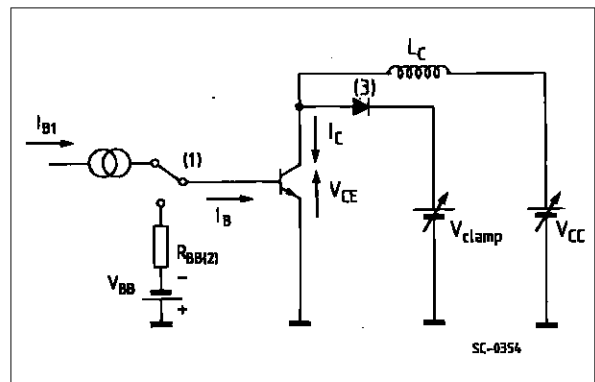 L_C
(3)
I_B1
(1)
I_C
V_CE
I_B
V_clamp
V_CC
R_BB(2)
V_BB
-
+
SC-0354